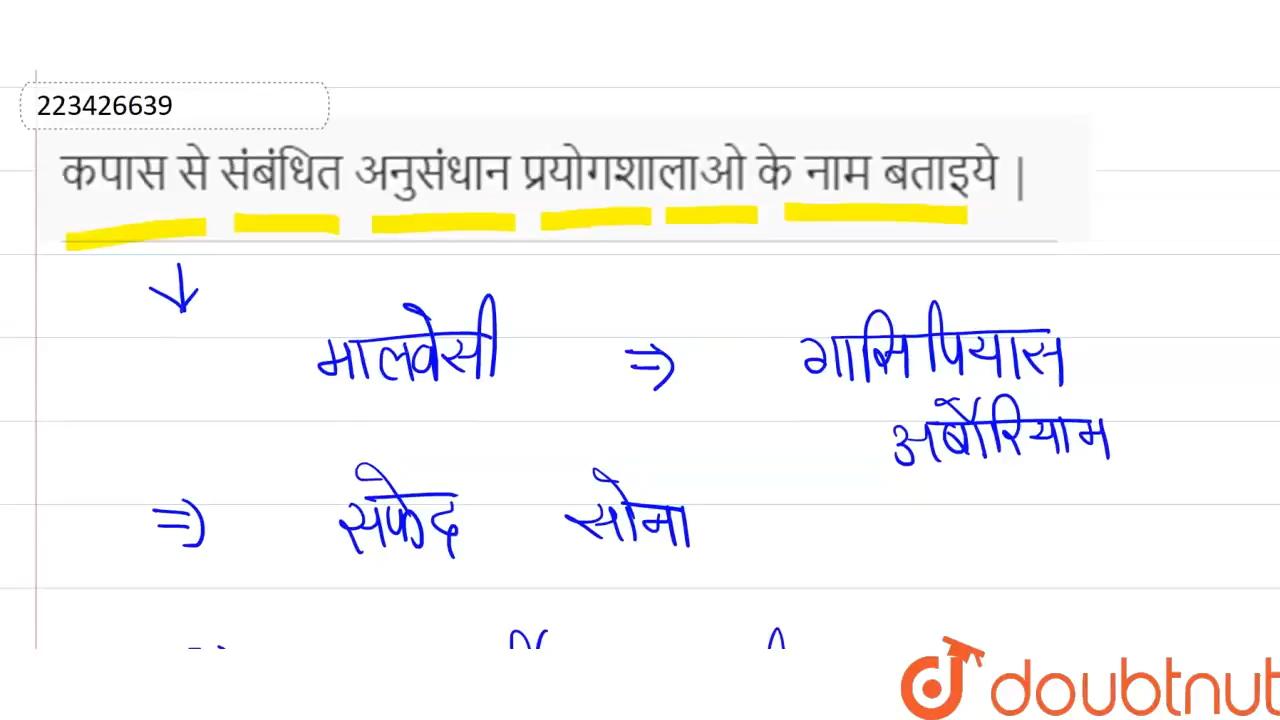 223426639
कपास से संबंधित अनुसंधान प्रयोगशालाओ के नाम बताइये |
मालवेसी ⇒ गासिपियास
अर्बोरियाम
⇒ सफेद सोना
doubtnut